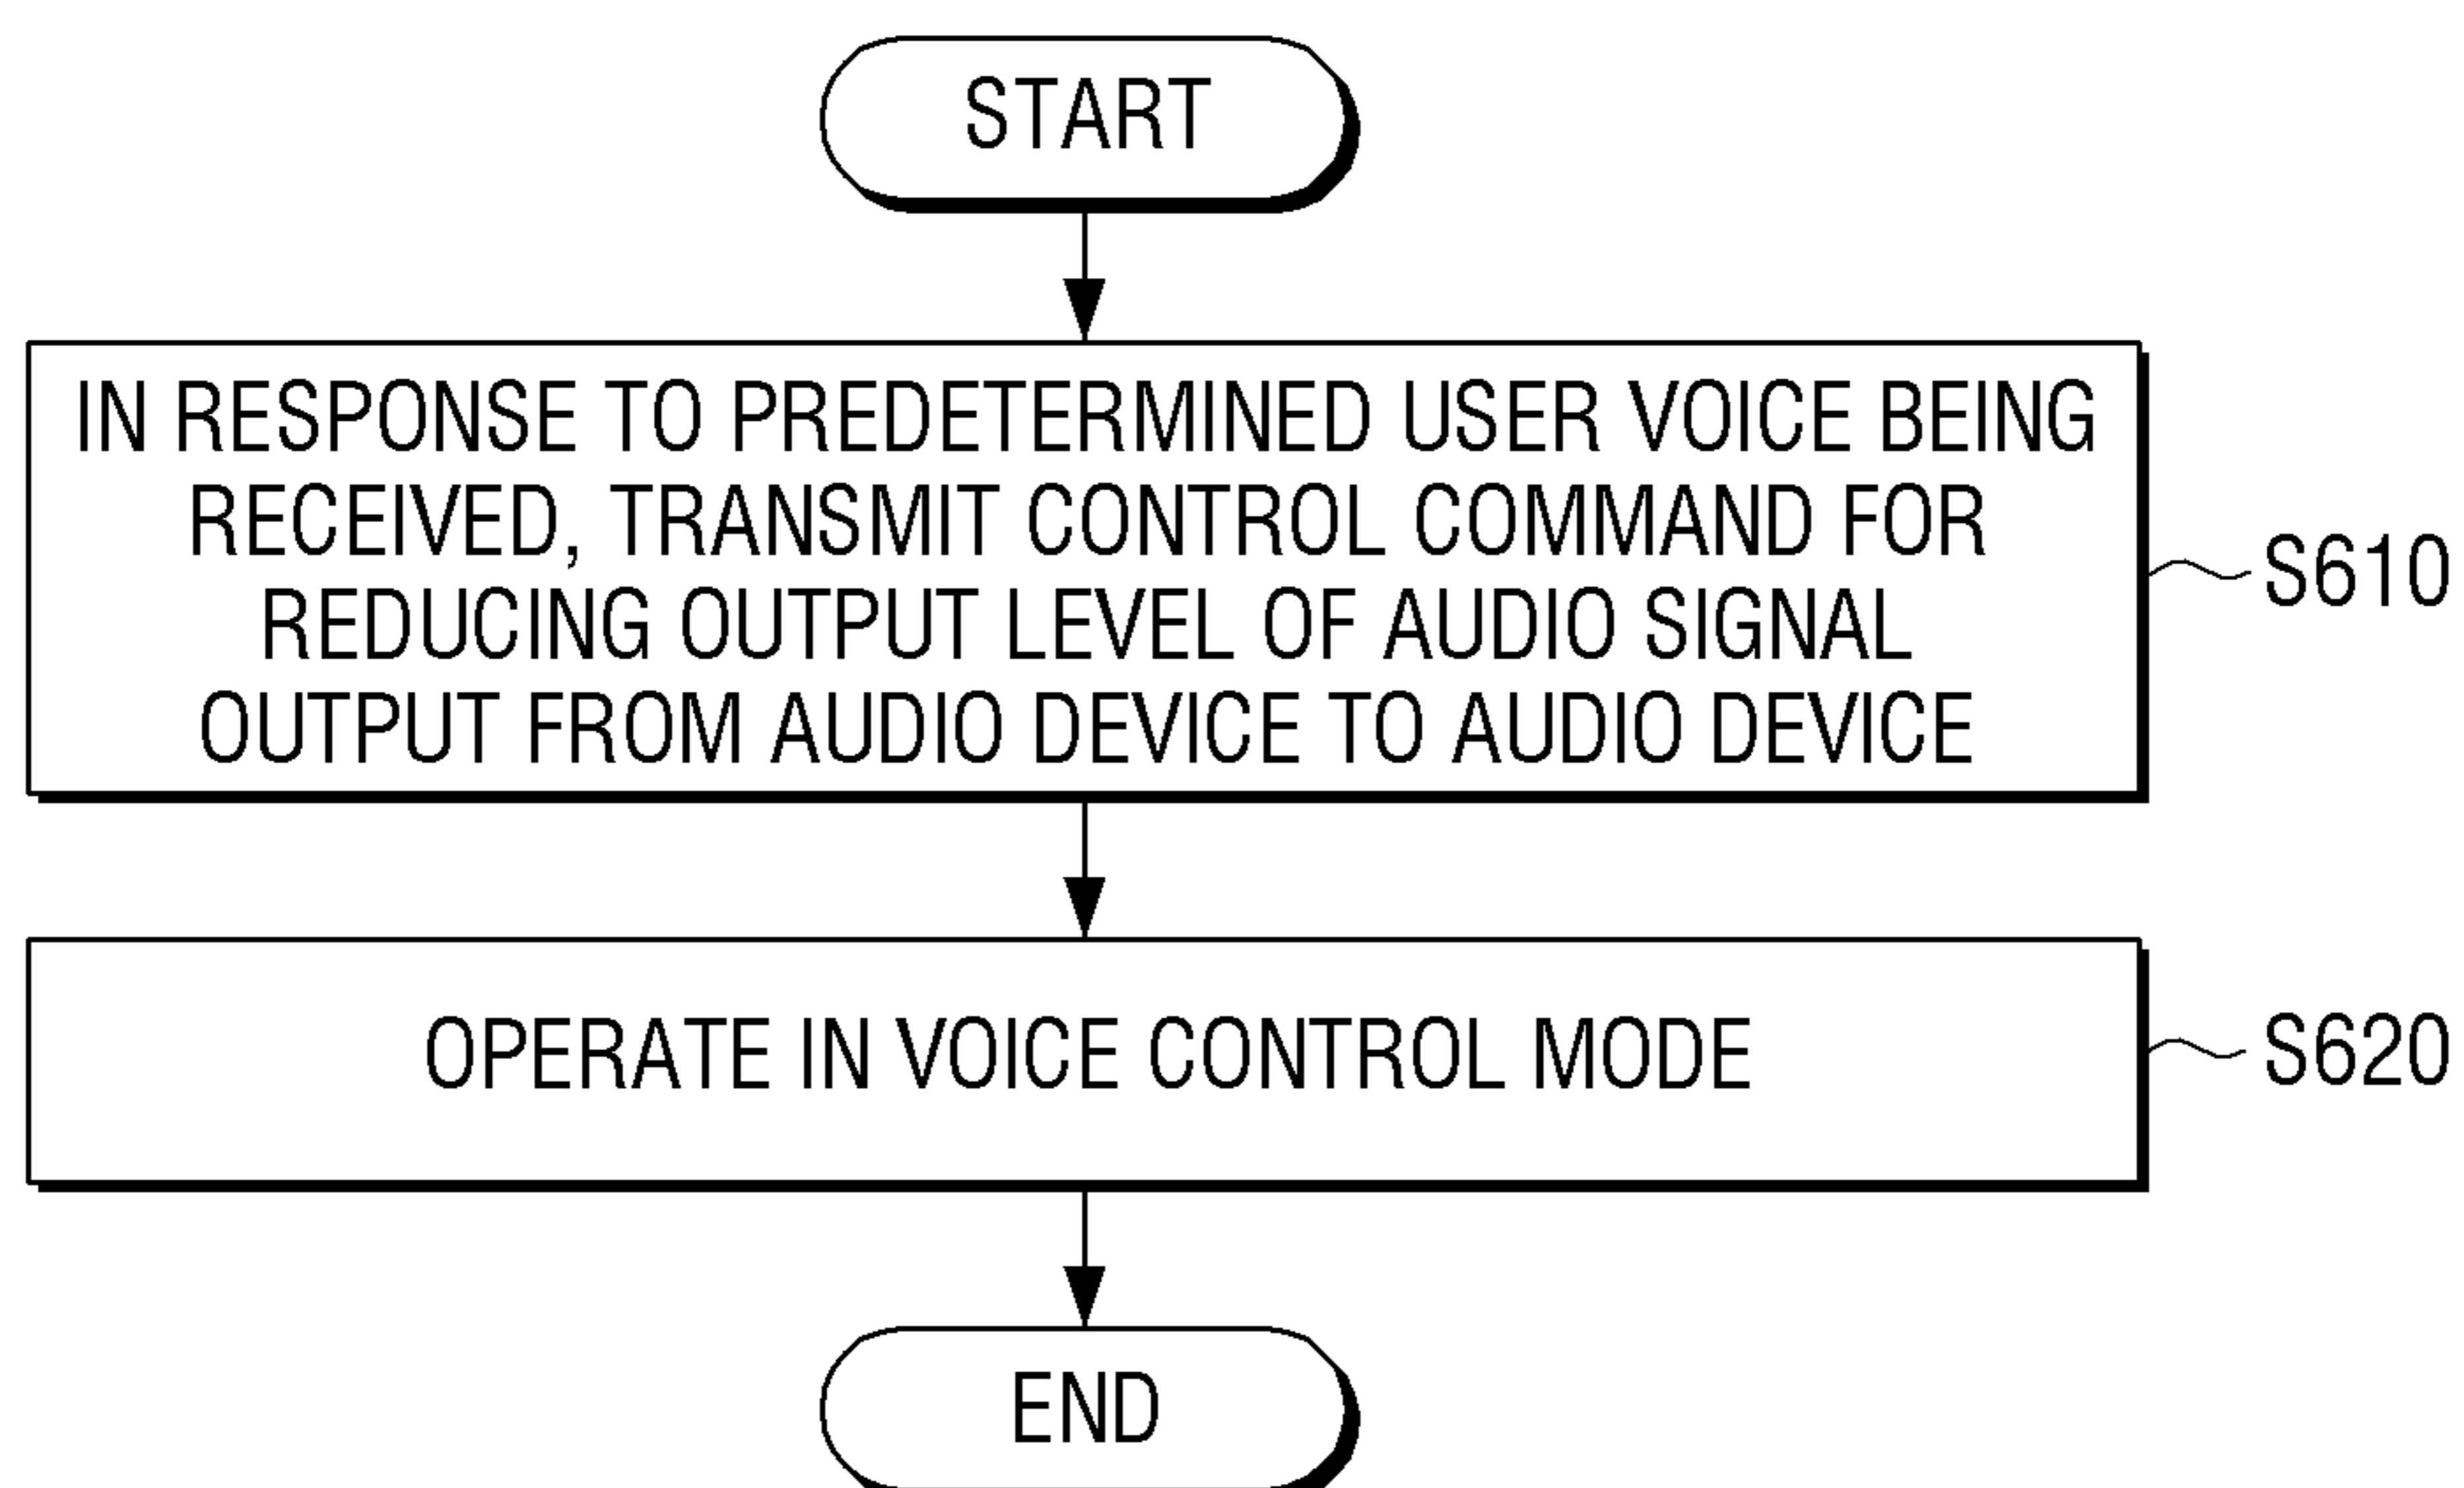 START
IN RESPONSE TO PREDETERMINED USER VOICE BEING
RECEIVED, TRANSMIT CONTROL COMMAND FOR
REDUCING OUTPUT LEVEL OF AUDIO SIGNAL
OUTPUT FROM AUDIO DEVICE TO AUDIO DEVICE
S610
OPERATE IN VOICE CONTROL MODE
S620
END